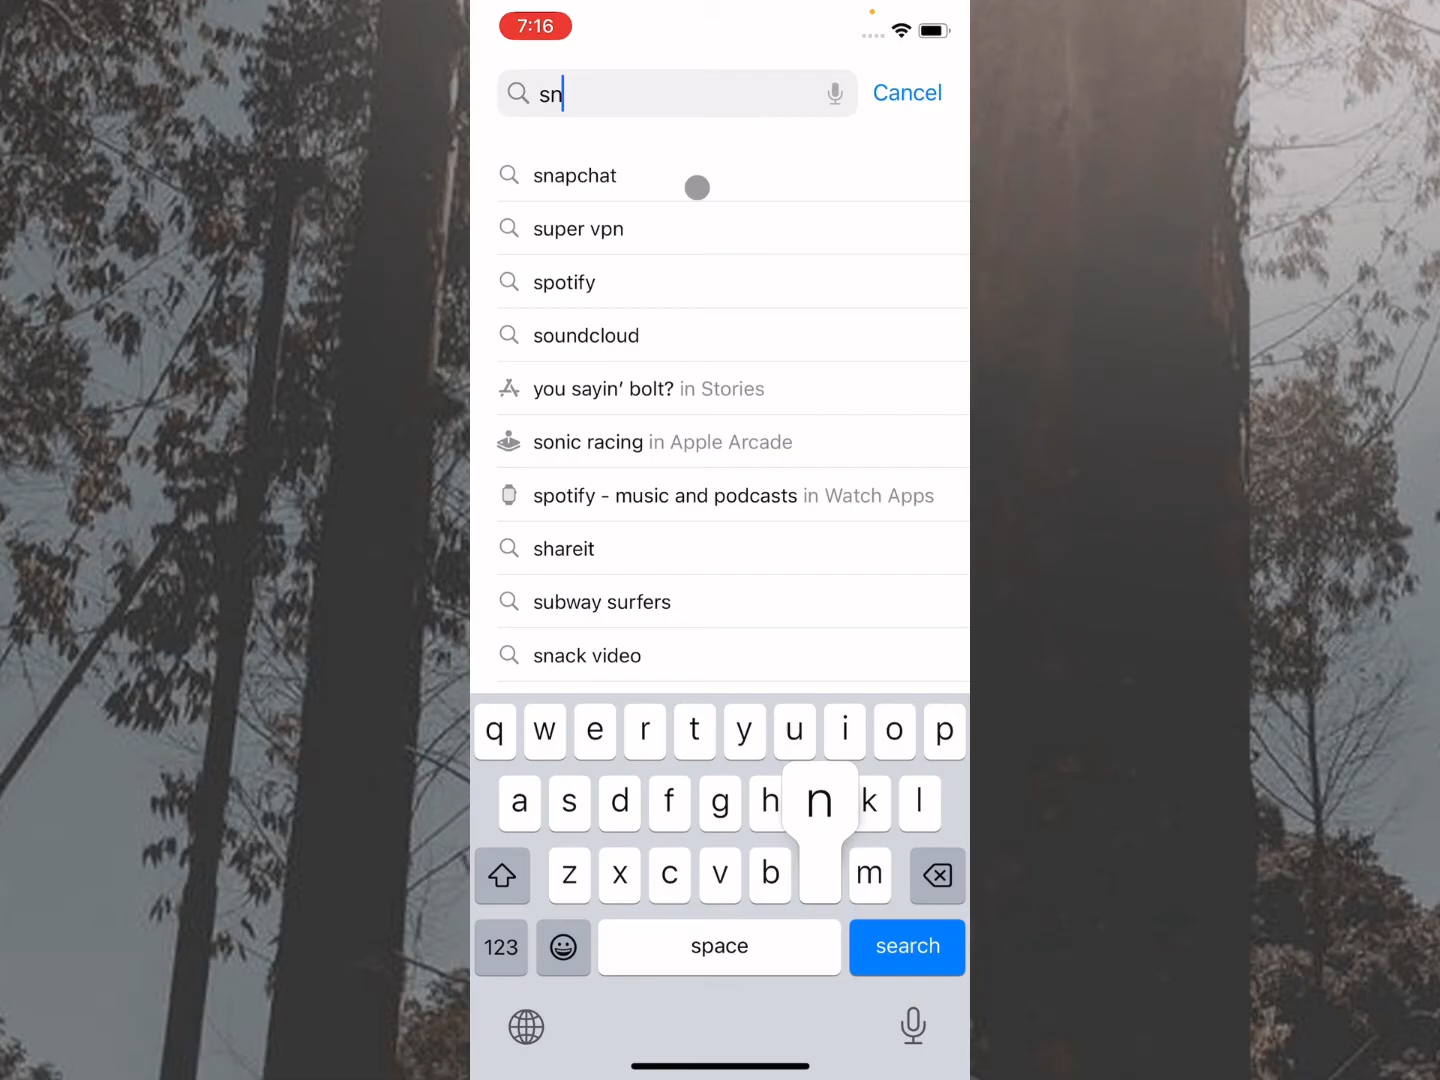 7:16
sn
Cancel
snapchat
super vpn
spotify
soundcloud
you sayin’ bolt? in Stories
sonic racing in Apple Arcade
spotify - music and podcasts in Watch Apps
shareit
subway surfers
snack video
q w e r t y u i o p
a s d f g h n k l
z x c v b m
123 space search